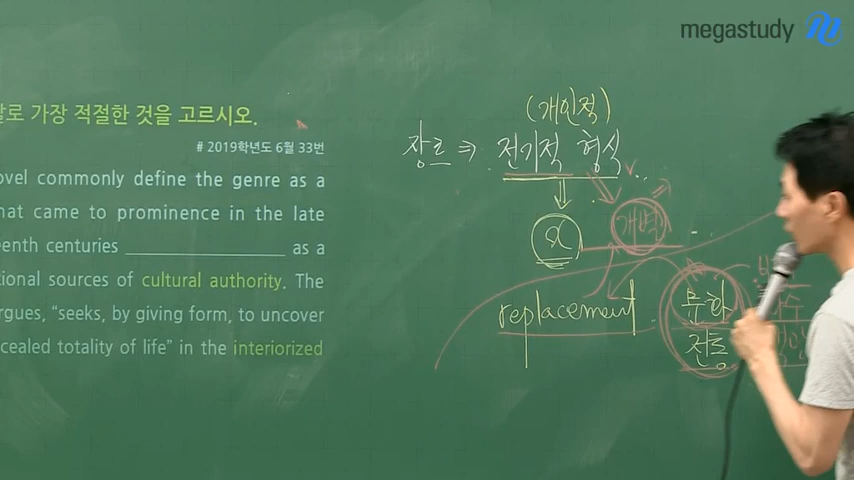 megastudy
말로 가장 적절한 것을 고르시오.
# 2019학년도 6월 33번
ovel commonly define the genre as a
hat came to prominence in the late
eenth centuries ____________ as a
tional sources of cultural authority. The
rgues, “seeks, by giving form, to uncover
cealed totality of life” in the interiorized
(개인적)
장르 ⇒ 전기적 형식
개별
replacement
문화
전통